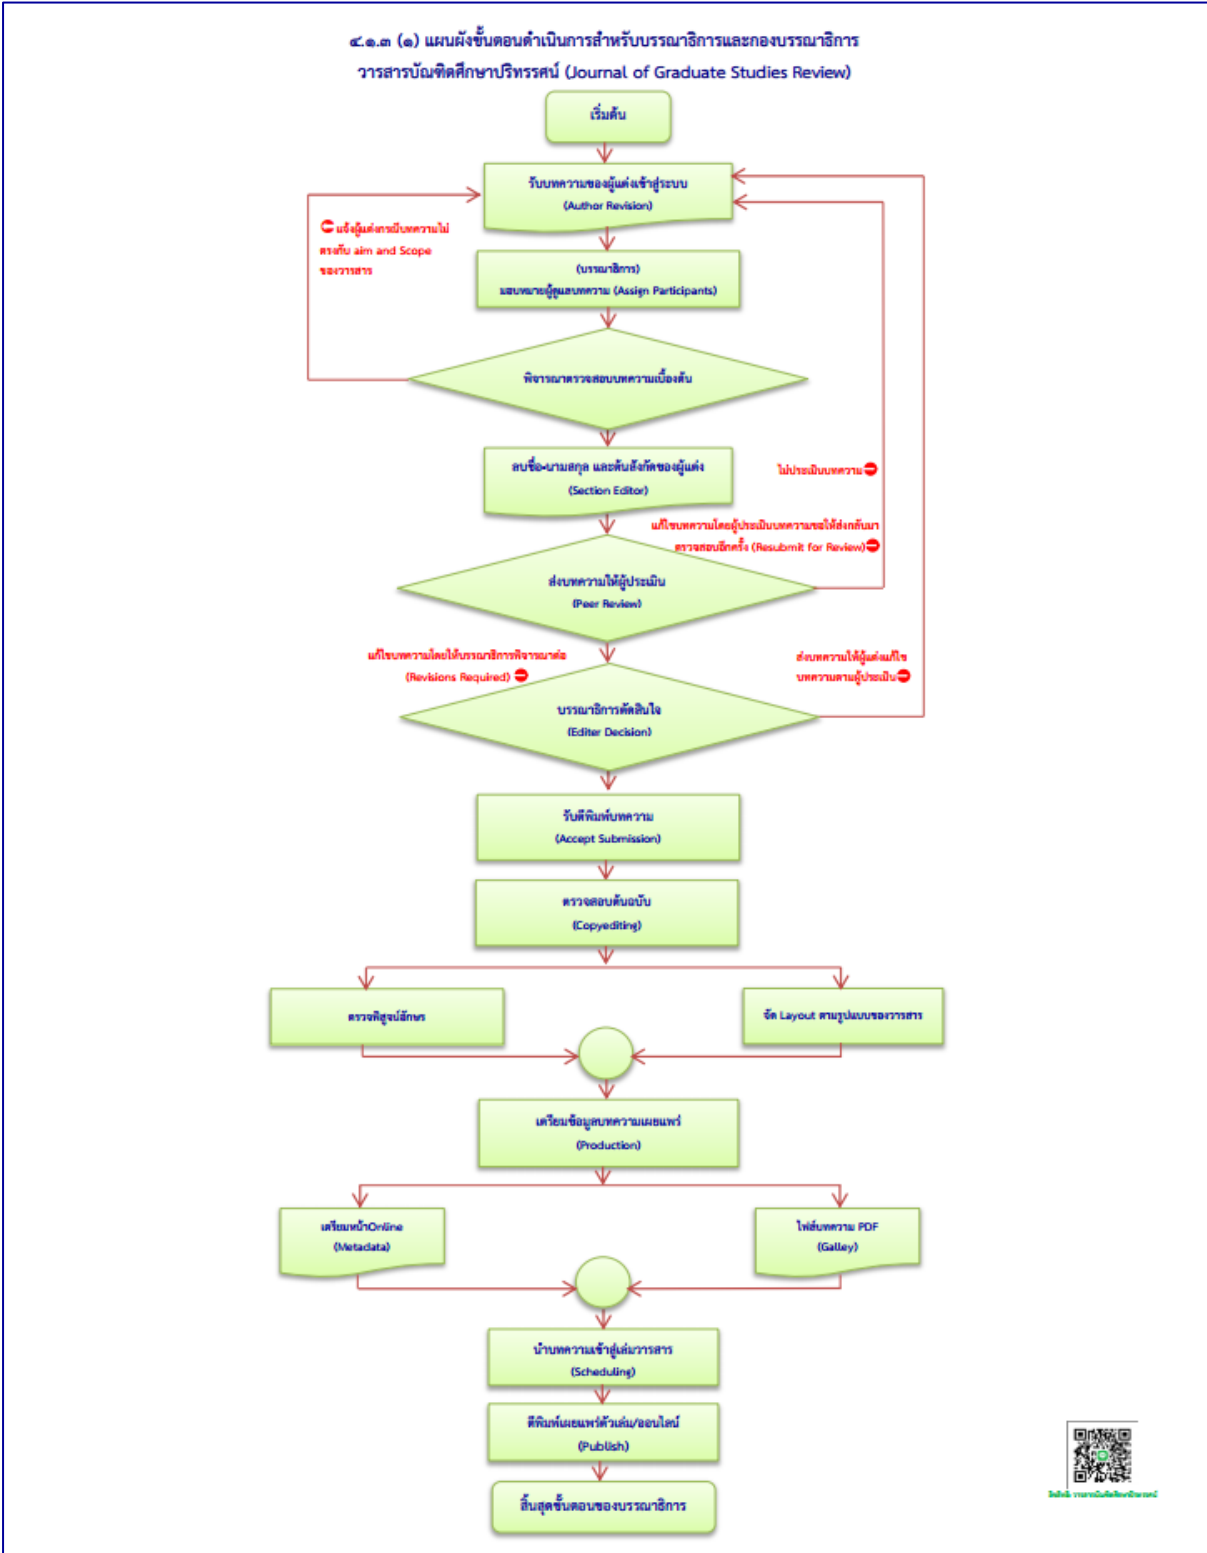 ๔.๑.๓ (๑) แผนผังขั้นตอนดำเนินการสำหรับบรรณาธิการและกองบรรณาธิการ
วารสารบัณฑิตศึกษาปริทรรศน์ (Journal of Graduate Studies Review)
เริ่มต้น
รับบทความของผู้แต่งเข้าสู่ระบบ
(Author Revision)
แจ้งผู้แต่งกรณีบทความไม่
ตรงกับ aim and Scope
ของวารสาร
(บรรณาธิการ)
มอบหมายผู้ดูแลบทความ (Assign Participants)
พิจารณาตรวจสอบบทความเบื้องต้น
ลบชื่อ-นามสกุล และต้นสังกัดของผู้แต่ง
(Section Editor)
ไม่ประเมินบทความ
แก้ไขบทความโดยผู้ประเมินบทความขอให้ส่งกลับมา
ตรวจสอบอีกครั้ง (Resubmit for Review)
ส่งบทความให้ผู้ประเมิน
(Peer Review)
แก้ไขบทความโดยให้บรรณาธิการพิจารณาต่อ
(Revisions Required)
ส่งบทความให้ผู้แต่งแก้ไข
บทความตามผู้ประเมิน
บรรณาธิการตัดสินใจ
(Editer Decision)
รับตีพิมพ์บทความ
(Accept Submission)
ตรวจสอบต้นฉบับ
(Copyediting)
ตรวจพิสูจน์อักษร
จัด Layout ตามรูปแบบของวารสาร
เตรียมข้อมูลบทความเผยแพร่
(Production)
เตรียมหน้าOnline
(Metadata)
ไฟล์บทความ PDF
(Galley)
นำบทความเข้าสู่เล่มวารสาร
(Scheduling)
ตีพิมพ์เผยแพร่ตัวเล่ม/ออนไลน์
(Publish)
สิ้นสุดขั้นตอนของบรรณาธิการ